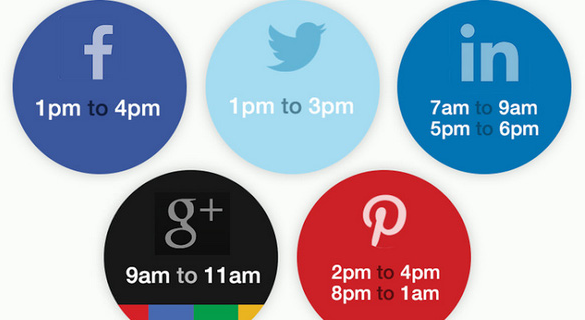 f
1pm to 4pm
1pm to 3pm
in
7am to 9am
5pm to 6pm
g+
9am to 11am
2pm to 4pm
8pm to 1am